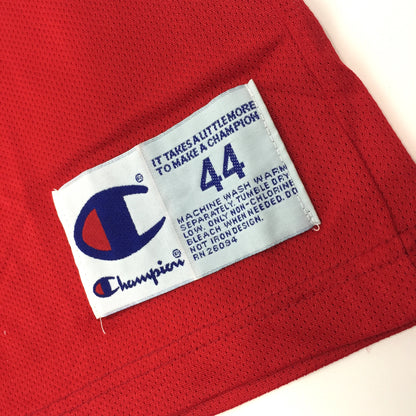 IT TAKES A LITTLE MORE
TO MAKE A CHAMPION
44
MACHINE WASH WARM
SEPARATELY. TUMBLE DRY
LOW. ONLY NON-CHLORINE
BLEACH WHEN NEEDED. DO
NOT IRON DESIGN.
RN 26094
Champion